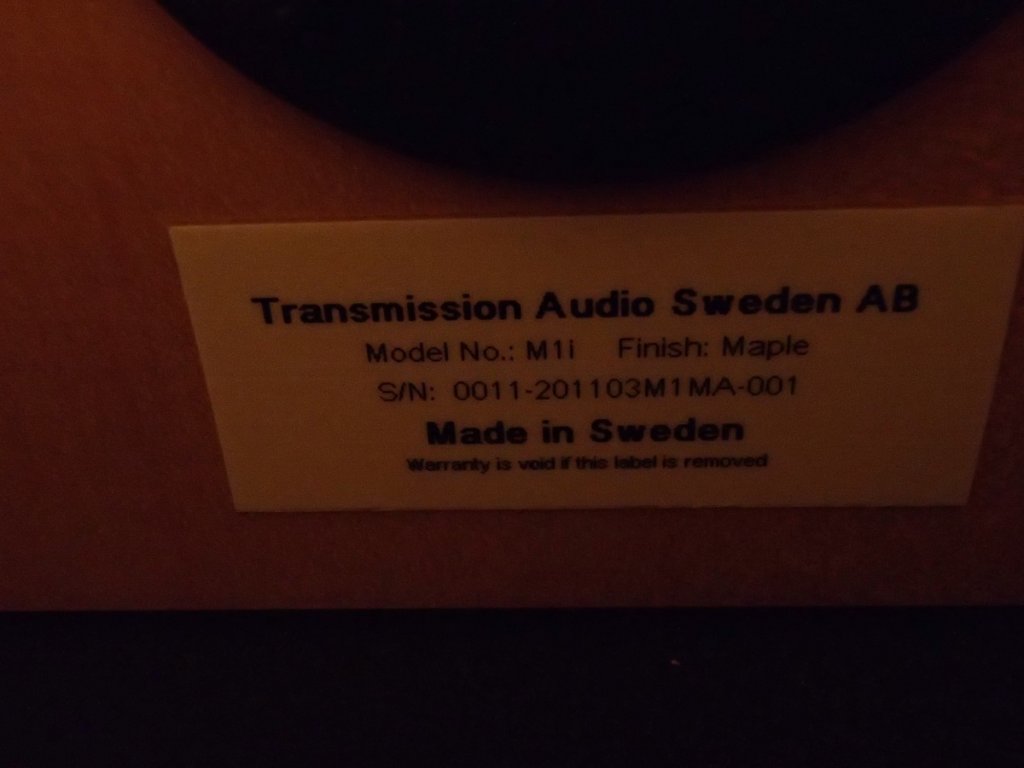 Transmission Audio Sweden AB
Model No.: M1i Finish: Maple
S/N: 0011-201103M1MA-001
Made in Sweden
Warranty is void if this label is removed